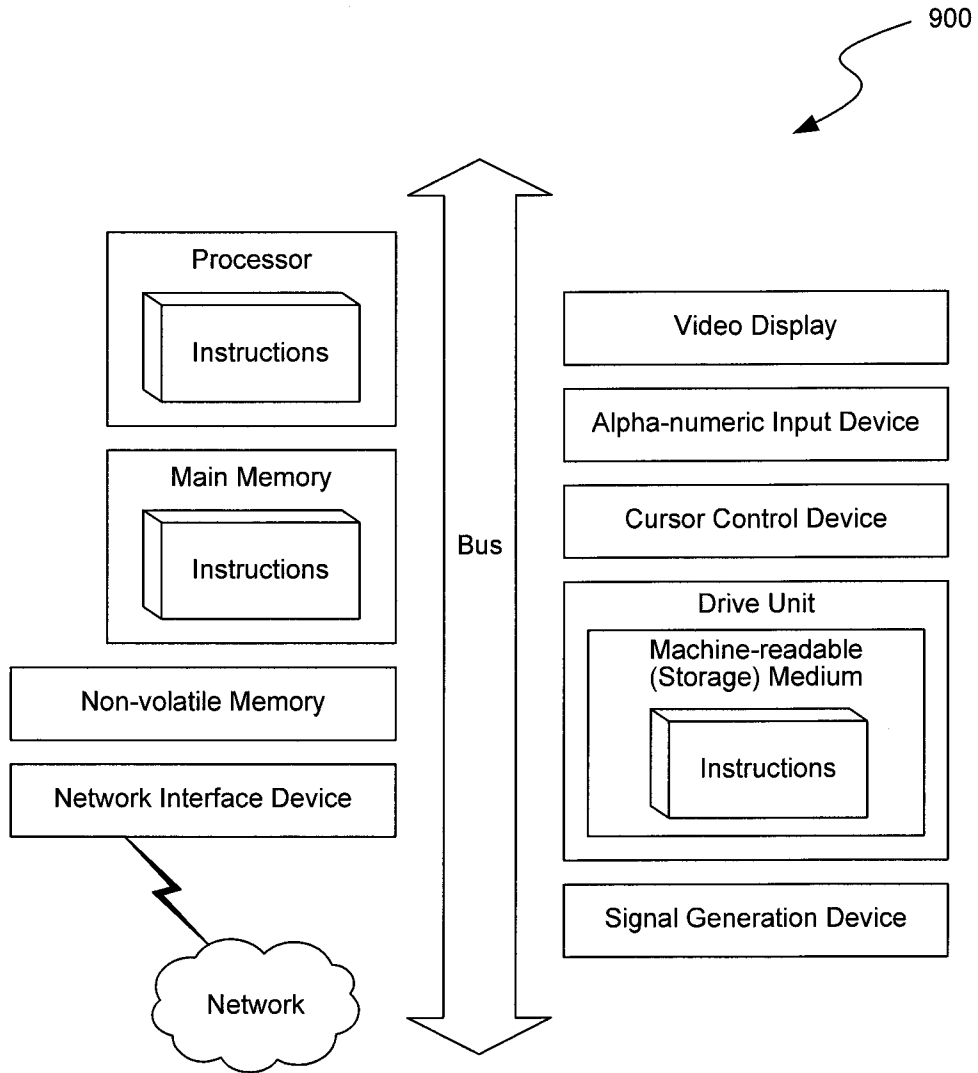 900
Processor
Instructions
Main Memory
Instructions
Non-volatile Memory
Network Interface Device
Network
Bus
Video Display
Alpha-numeric Input Device
Cursor Control Device
Drive Unit
Machine-readable
(Storage) Medium
Instructions
Signal Generation Device